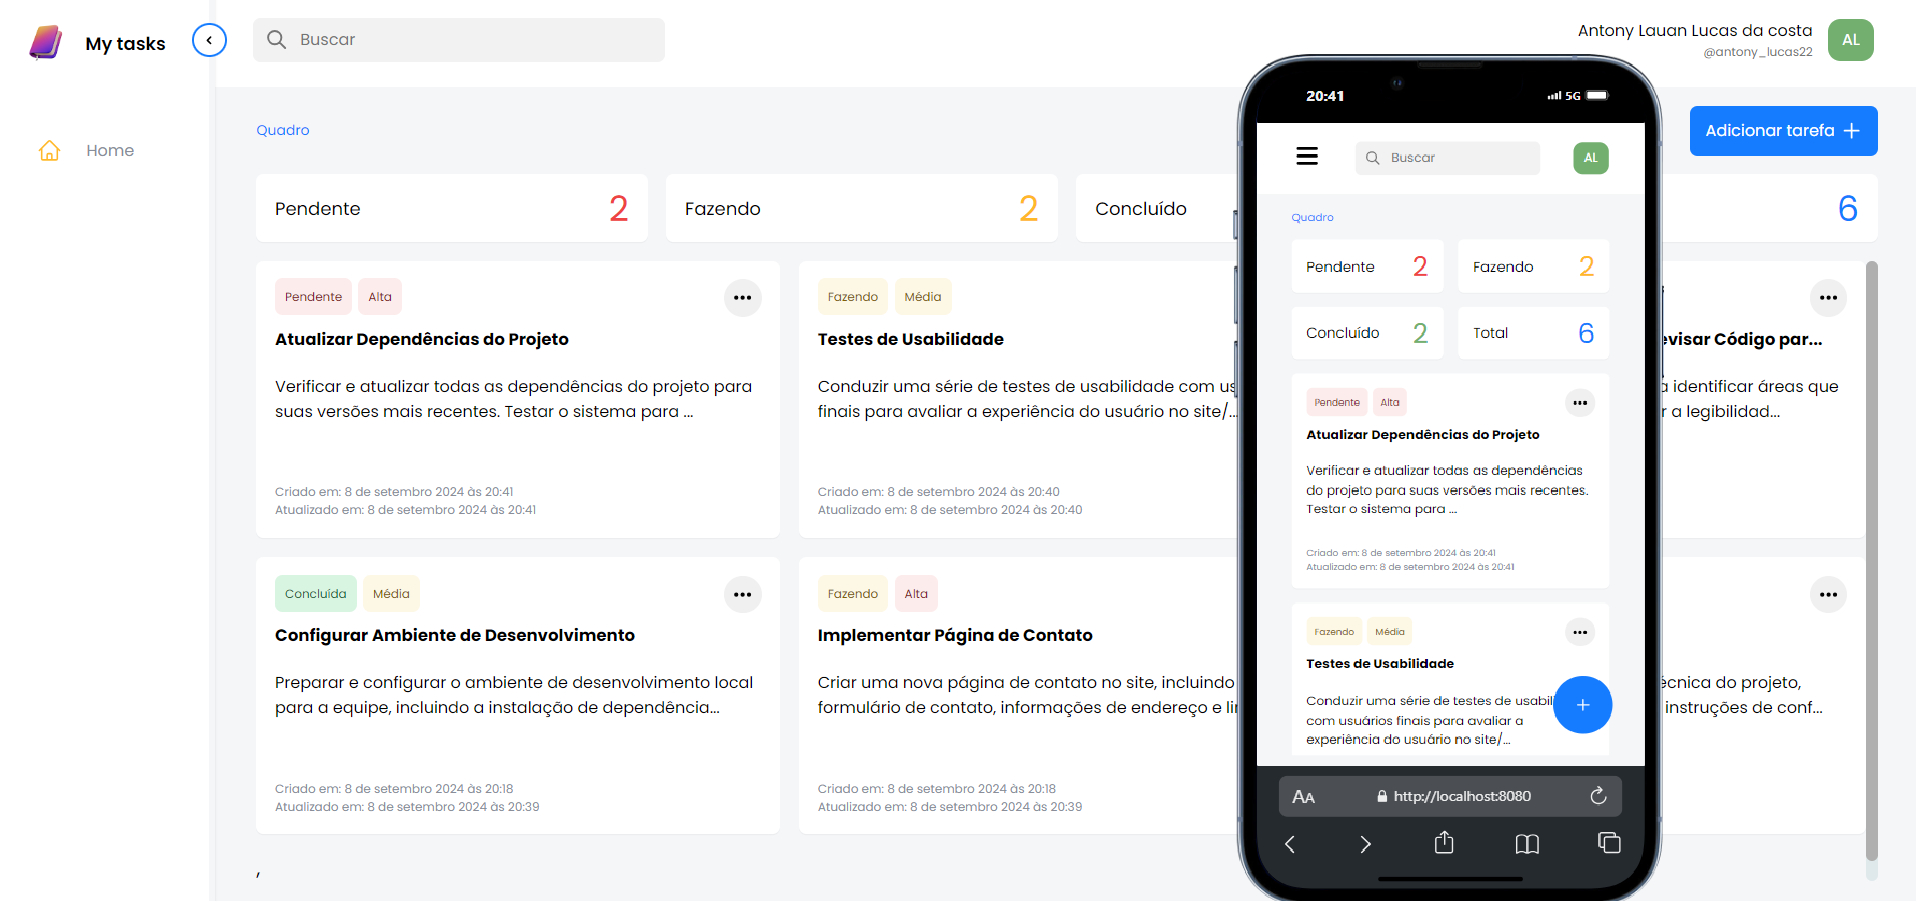 My tasks
Buscar
Antony Lauan Lucas da costa
@antony_lucas22
AL
Home
Quadro
Adicionar tarefa
Pendente 2
Fazendo 2
Concluído
6
Pendente Alta
Atualizar Dependências do Projeto
Verificar e atualizar todas as dependências do projeto para
suas versões mais recentes. Testar o sistema para ...
Criado em: 8 de setembro 2024 às 20:41
Atualizado em: 8 de setembro 2024 às 20:41
Fazendo Média
Testes de Usabilidade
Conduzir uma série de testes de usabilidade com us
finais para avaliar a experiência do usuário no site/...
Criado em: 8 de setembro 2024 às 20:40
Atualizado em: 8 de setembro 2024 às 20:40
evisar Código par...
a identificar áreas que
r a legibilidad...
Concluída Média
Configurar Ambiente de Desenvolvimento
Preparar e configurar o ambiente de desenvolvimento local
para a equipe, incluindo a instalação de dependência...
Criado em: 8 de setembro 2024 às 20:18
Atualizado em: 8 de setembro 2024 às 20:39
Fazendo Alta
Implementar Página de Contato
Criar uma nova página de contato no site, incluindo
formulário de contato, informações de endereço e lin
Criado em: 8 de setembro 2024 às 20:18
Atualizado em: 8 de setembro 2024 às 20:39
écnica do projeto,
instruções de conf...
,
20:41
5G
Buscar
AL
Quadro
Pendente 2
Fazendo 2
Concluído 2
Total 6
Pendente Alta
Atualizar Dependências do Projeto
Verificar e atualizar todas as dependências
do projeto para suas versões mais recentes.
Testar o sistema para ...
Criado em: 8 de setembro 2024 às 20:41
Atualizado em: 8 de setembro 2024 às 20:41
Fazendo Média
Testes de Usabilidade
Conduzir uma série de testes de usabil
com usuários finais para avaliar a
experiência do usuário no site/...
AA
http://localhost:8080